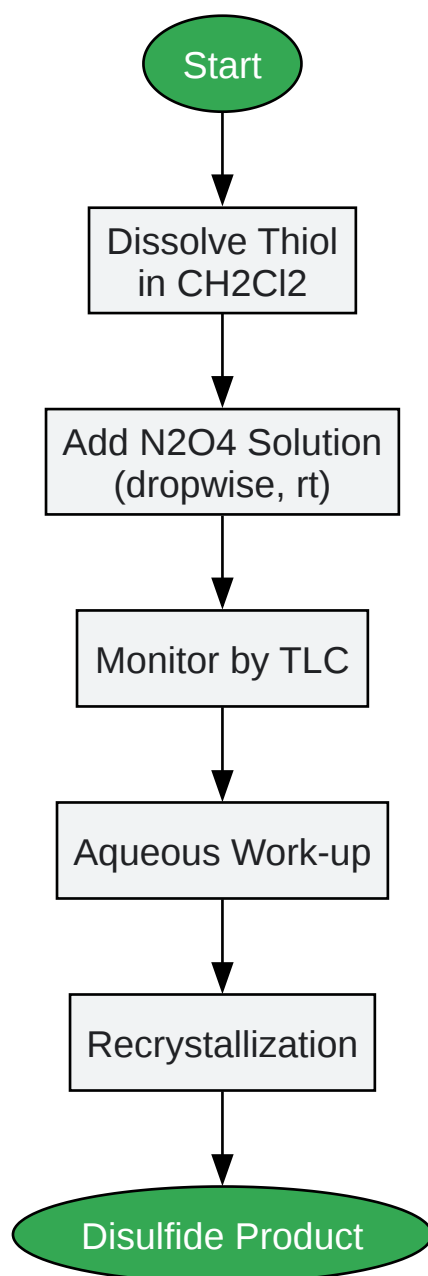 Start
Dissolve Thiol
in CH2Cl2
Add N2O4 Solution
(dropwise, rt)
Monitor by TLC
Aqueous Work-up
Recrystallization
Disulfide Product